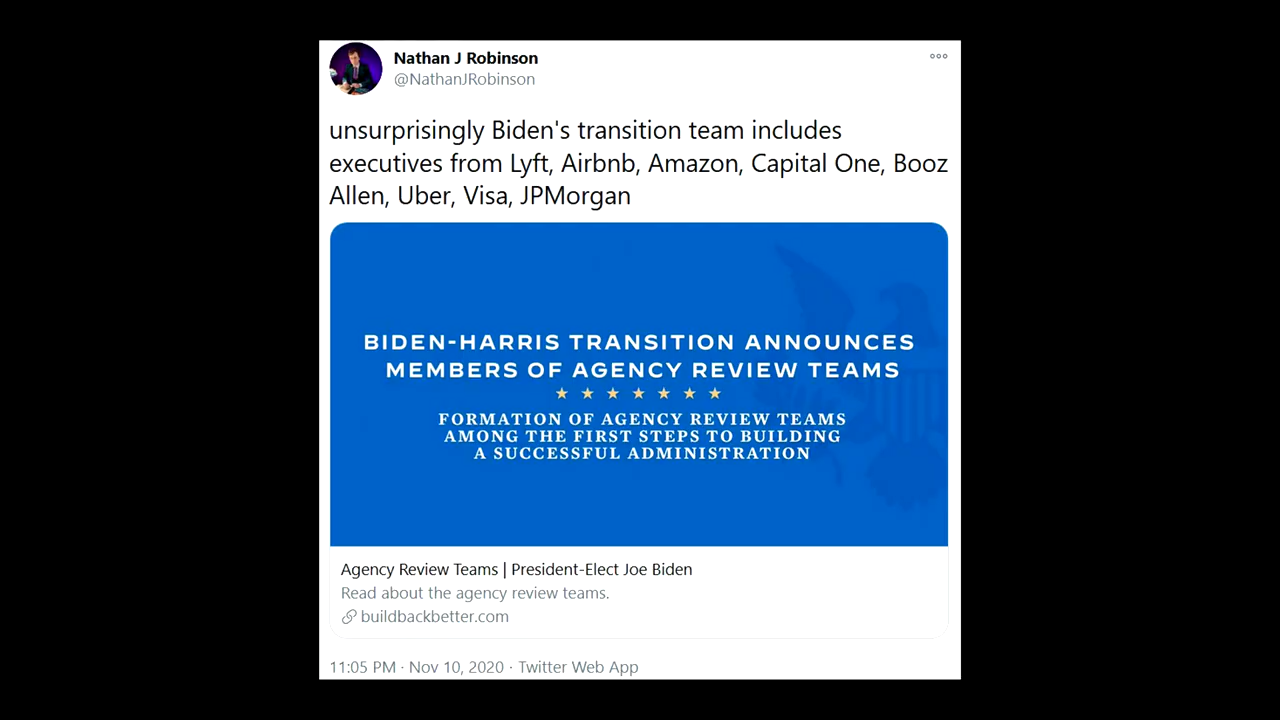 Nathan J Robinson
@NathanJRobinson
unsurprisingly Biden's transition team includes
executives from Lyft, Airbnb, Amazon, Capital One, Booz
Allen, Uber, Visa, JPMorgan
BIDEN-HARRIS TRANSITION ANNOUNCES
MEMBERS OF AGENCY REVIEW TEAMS
FORMATION OF AGENCY REVIEW TEAMS
AMONG THE FIRST STEPS TO BUILDING
A SUCCESSFUL ADMINISTRATION
Agency Review Teams | President-Elect Joe Biden
Read about the agency review teams.
buildbackbetter.com
11:05 PM · Nov 10, 2020 · Twitter Web App